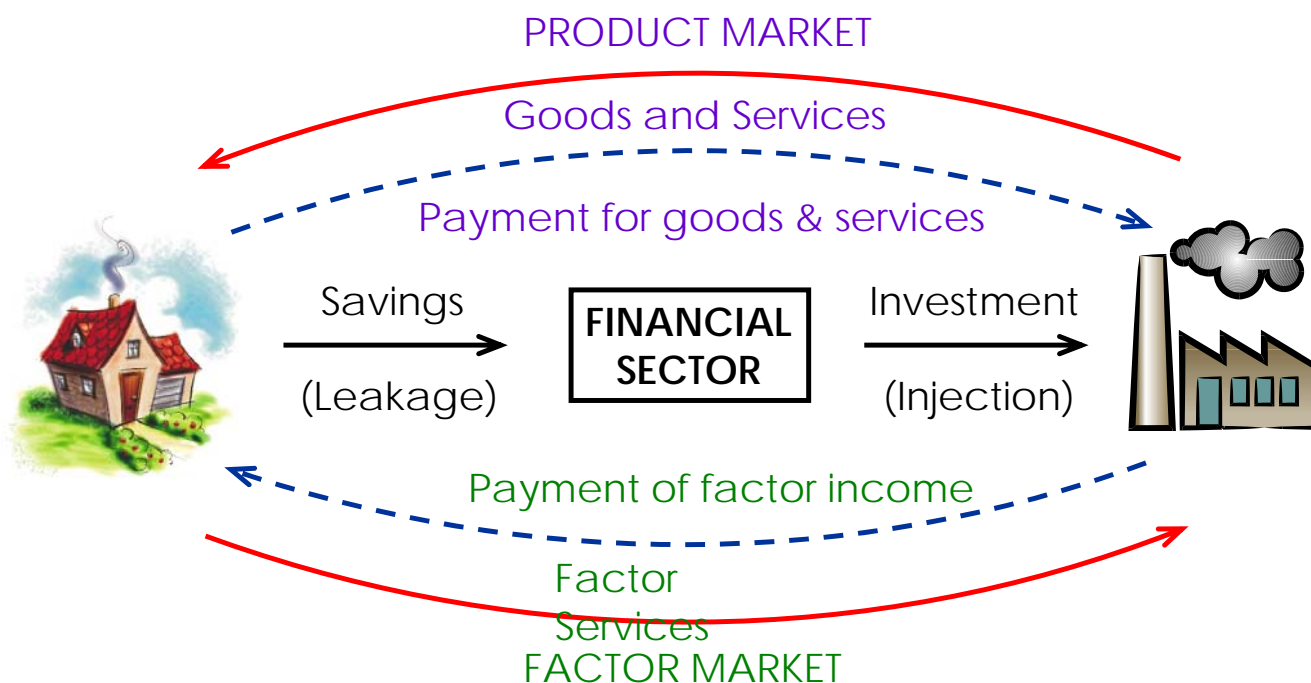 PRODUCT MARKET
Goods and Services
Payment for goods & services
Savings
(Leakage)
FINANCIAL
SECTOR
Investment
(Injection)
Payment of factor income
Factor
Services
FACTOR MARKET